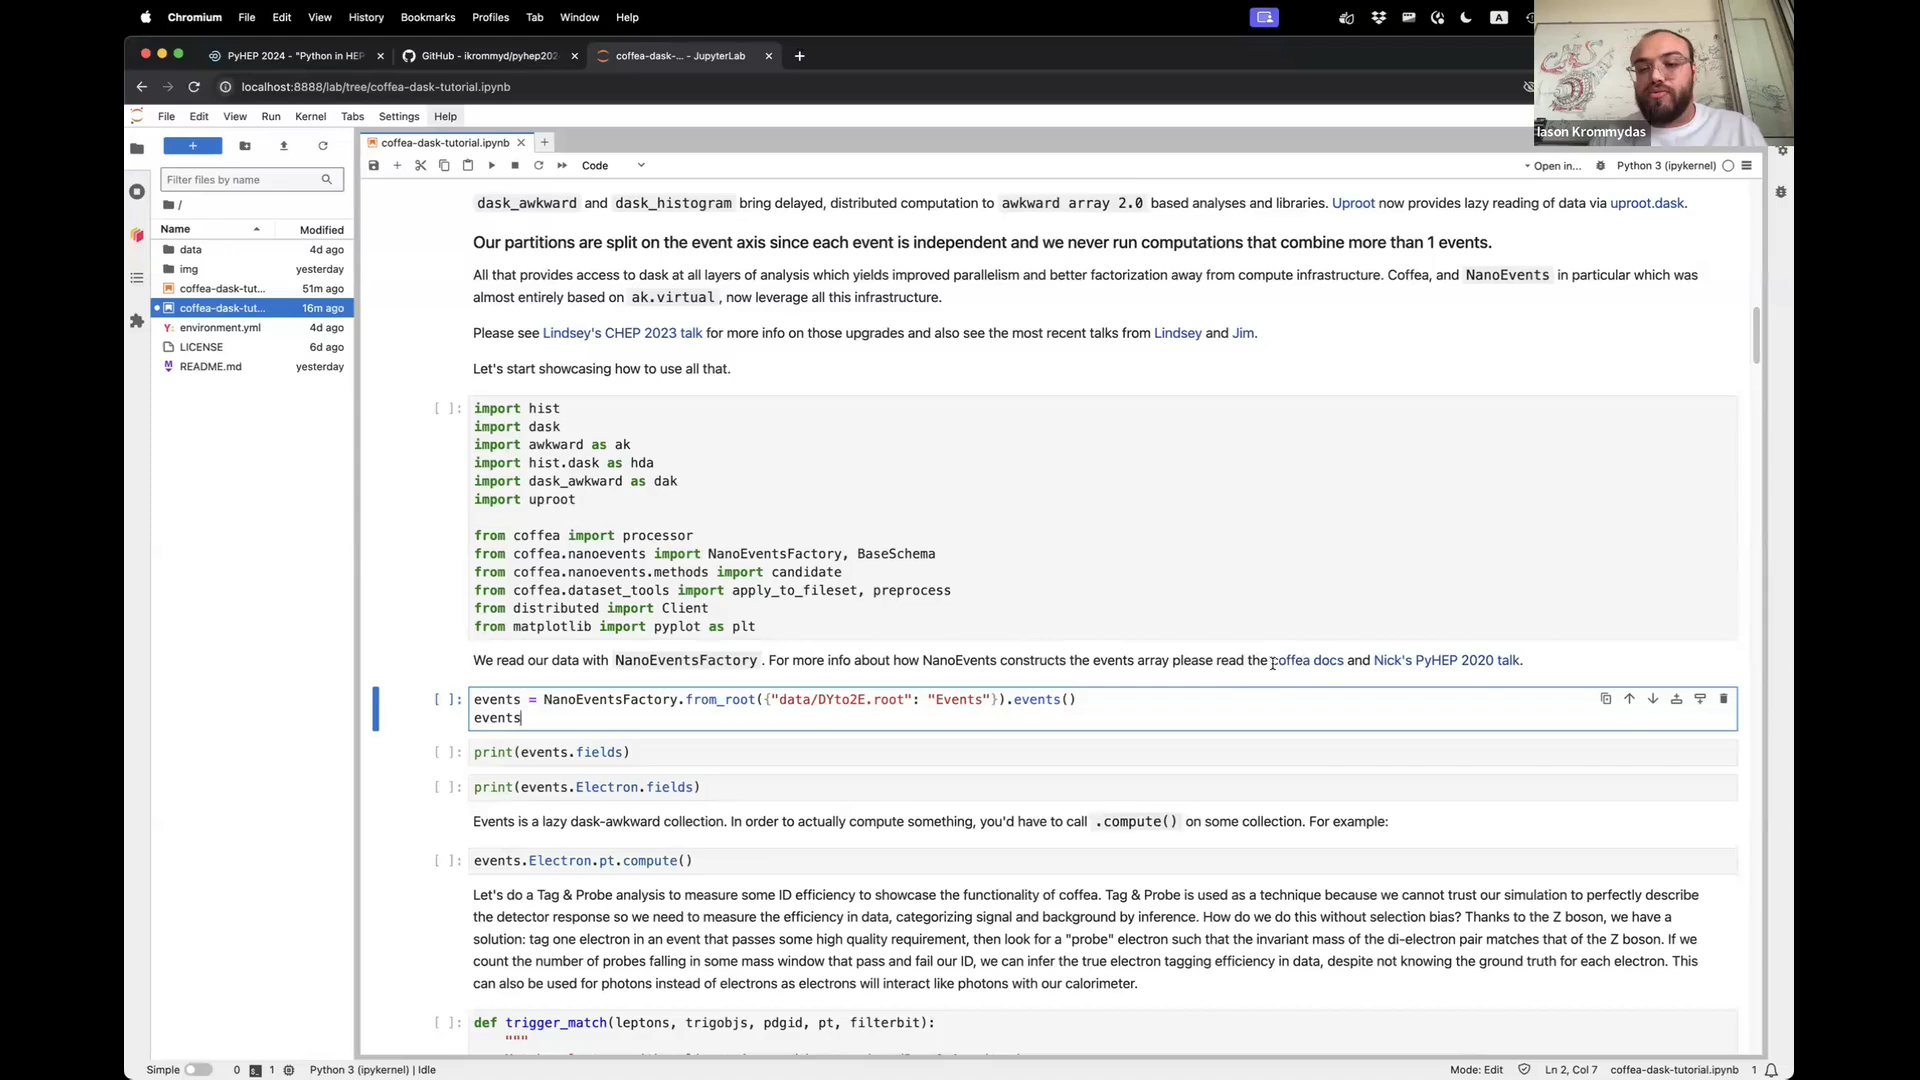 Chromium File Edit View History Bookmarks Profiles Tab Window Help A
PyHEP 2024 - "Python in HEP GitHub - ikrommyd/pyhep202 coffea-dask-... - JupyterLab
localhost:8888/lab/tree/coffea-dask-tutorial.ipynb
Iason Krommydas
File Edit View Run Kernel Tabs Settings Help
coffea-dask-tutorial.ipynb
Code Open in... Python 3 (ipykernel)
Filter files by name
/
Name Modified
data 4d ago
img yesterday
coffea-dask-tut... 51m ago
coffea-dask-tut... 16m ago
environment.yml 4d ago
LICENSE 6d ago
README.md yesterday
dask_awkward and dask_histogram bring delayed, distributed computation to awkward array 2.0 based analyses and libraries. Uproot now provides lazy reading of data via uproot.dask.
Our partitions are split on the event axis since each event is independent and we never run computations that combine more than 1 events.
All that provides access to dask at all layers of analysis which yields improved parallelism and better factorization away from compute infrastructure. Coffea, and NanoEvents in particular which was
almost entirely based on ak.virtual, now leverage all this infrastructure.
Please see Lindsey's CHEP 2023 talk for more info on those upgrades and also see the most recent talks from Lindsey and Jim.
Let's start showcasing how to use all that.
[ ]: import hist
import dask
import awkward as ak
import hist.dask as hda
import dask_awkward as dak
import uproot
from coffea import processor
from coffea.nanoevents import NanoEventsFactory, BaseSchema
from coffea.nanoevents.methods import candidate
from coffea.dataset_tools import apply_to_fileset, preprocess
from distributed import Client
from matplotlib import pyplot as plt
We read our data with NanoEventsFactory. For more info about how NanoEvents constructs the events array please read the coffea docs and Nick's PyHEP 2020 talk.
[ ]: events = NanoEventsFactory.from_root({"data/DYto2E.root": "Events"}).events()
events
[ ]: print(events.fields)
[ ]: print(events.Electron.fields)
Events is a lazy dask-awkward collection. In order to actually compute something, you'd have to call .compute() on some collection. For example:
[ ]: events.Electron.pt.compute()
Let's do a Tag & Probe analysis to measure some ID efficiency to showcase the functionality of coffea. Tag & Probe is used as a technique because we cannot trust our simulation to perfectly describe
the detector response so we need to measure the efficiency in data, categorizing signal and background by inference. How do we do this without selection bias? Thanks to the Z boson, we have a
solution: tag one electron in an event that passes some high quality requirement, then look for a "probe" electron such that the invariant mass of the di-electron pair matches that of the Z boson. If we
count the number of probes falling in some mass window that pass and fail our ID, we can infer the true electron tagging efficiency in data, despite not knowing the ground truth for each electron. This
can also be used for photons instead of electrons as electrons will interact like photons with our calorimeter.
[ ]: def trigger_match(leptons, trigobjs, pdgid, pt, filterbit):
"""
Simple 0 1 Python 3 (ipykernel) | Idle Mode: Edit Ln 2, Col 7 coffea-dask-tutorial.ipynb 1